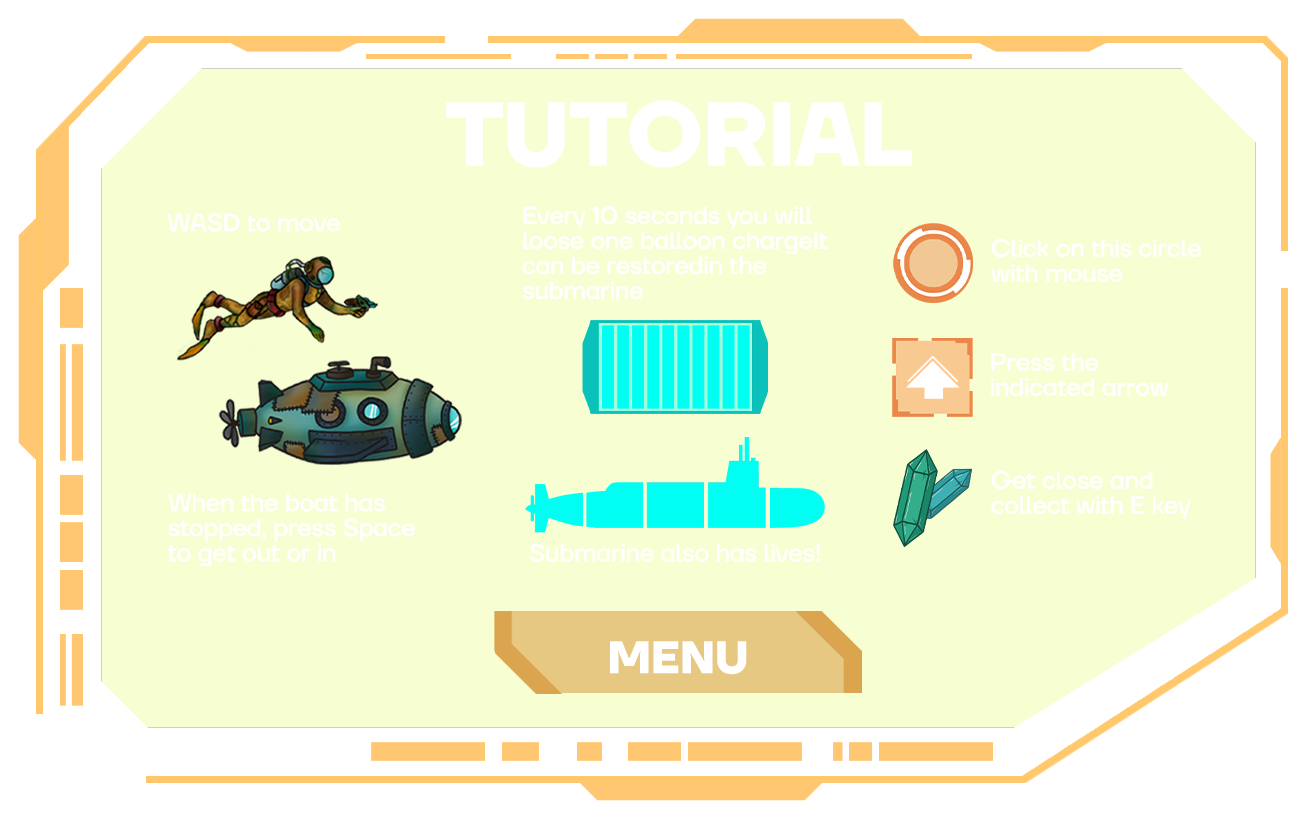 TUTORIAL
WASD to move
When the boat has
stopped, press Space
to get out or in
Every 10 seconds you will
loose one balloon chargeit
can be restoredin the
submarine
Submarine also has lives!
Click on this circle
with mouse
Press the
indicated arrow
Get close and
collect with E key
MENU